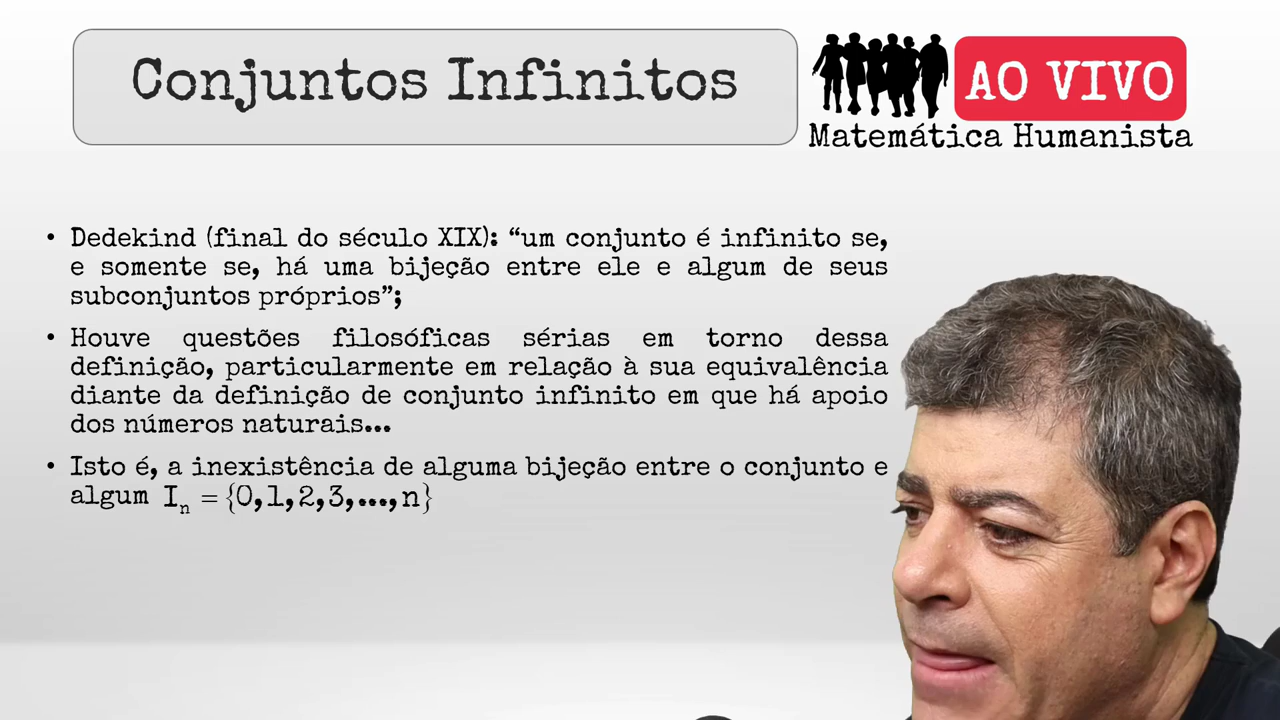 Conjuntos Infinitos
AO VIVO
Matemática Humanista
• Dedekind (final do século XIX): “um conjunto é infinito se,
e somente se, há uma bijeção entre ele e algum de seus
subconjuntos próprios”;
• Houve questões filosóficas sérias em torno dessa
definição, particularmente em relação à sua equivalência
diante da definição de conjunto infinito em que há apoio
dos números naturais...
• Isto é, a inexistência de alguma bijeção entre o conjunto e
algum Iₙ = {0,1,2,3,...,n}